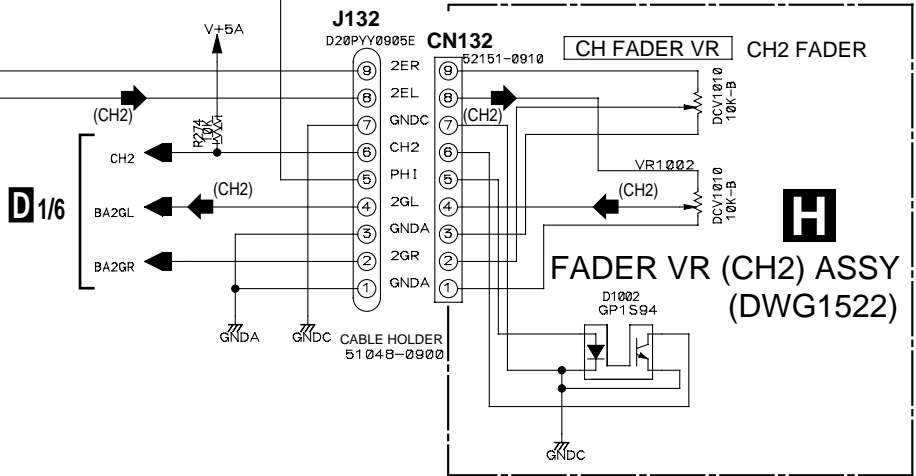 J132
D20PYY0905E
CN132
52151-0910
CH FADER VR
CH2 FADER
V+5A
R274
10K
(CH2)
(CH2)
DCV1010
10K-B
9 2ER 9
8 2EL 8
7 GNDC 7
6 CH2 6
5 PHI 5
4 2GL 4
3 GNDA 3
2 2GR 2
1 GNDA 1
CH2
D 1/6
BA2GL
(CH2)
BA2GR
VR1002
(CH2)
DCV1010
10K-B
H
FADER VR (CH2) ASSY
(DWG1522)
D1002
GP1S94
GNDA
GNDC
CABLE HOLDER
51048-0900
GNDC